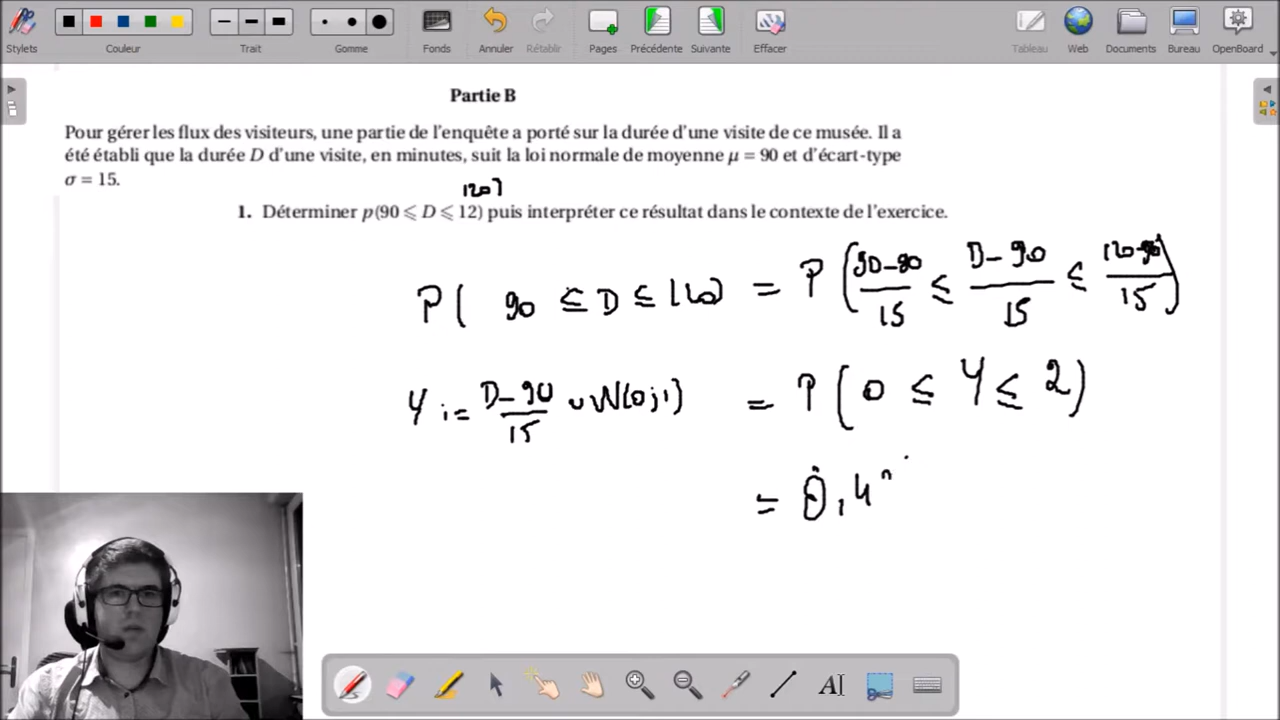 Stylets Couleur Trait Gomme Fonds Annuler Rétablir Pages Précédente Suivante Effacer Tableau Web Documents Bureau OpenBoard
Partie B
Pour gérer les flux des visiteurs, une partie de l'enquête a porté sur la durée d'une visite de ce musée. Il a
été établi que la durée D d'une visite, en minutes, suit la loi normale de moyenne μ = 90 et d'écart-type
σ = 15.
120?
1. Déterminer p(90 ⩽ D ⩽ 12) puis interpréter ce résultat dans le contexte de l'exercice.
P( 90 ≤ D ≤ 120) = P(90-90/15 ≤ D-90/15 ≤ 120-90/15)
Y := D-90/15 ∼ N(0;1) = P(0 ≤ Y ≤ 2)
= 0,4
AI